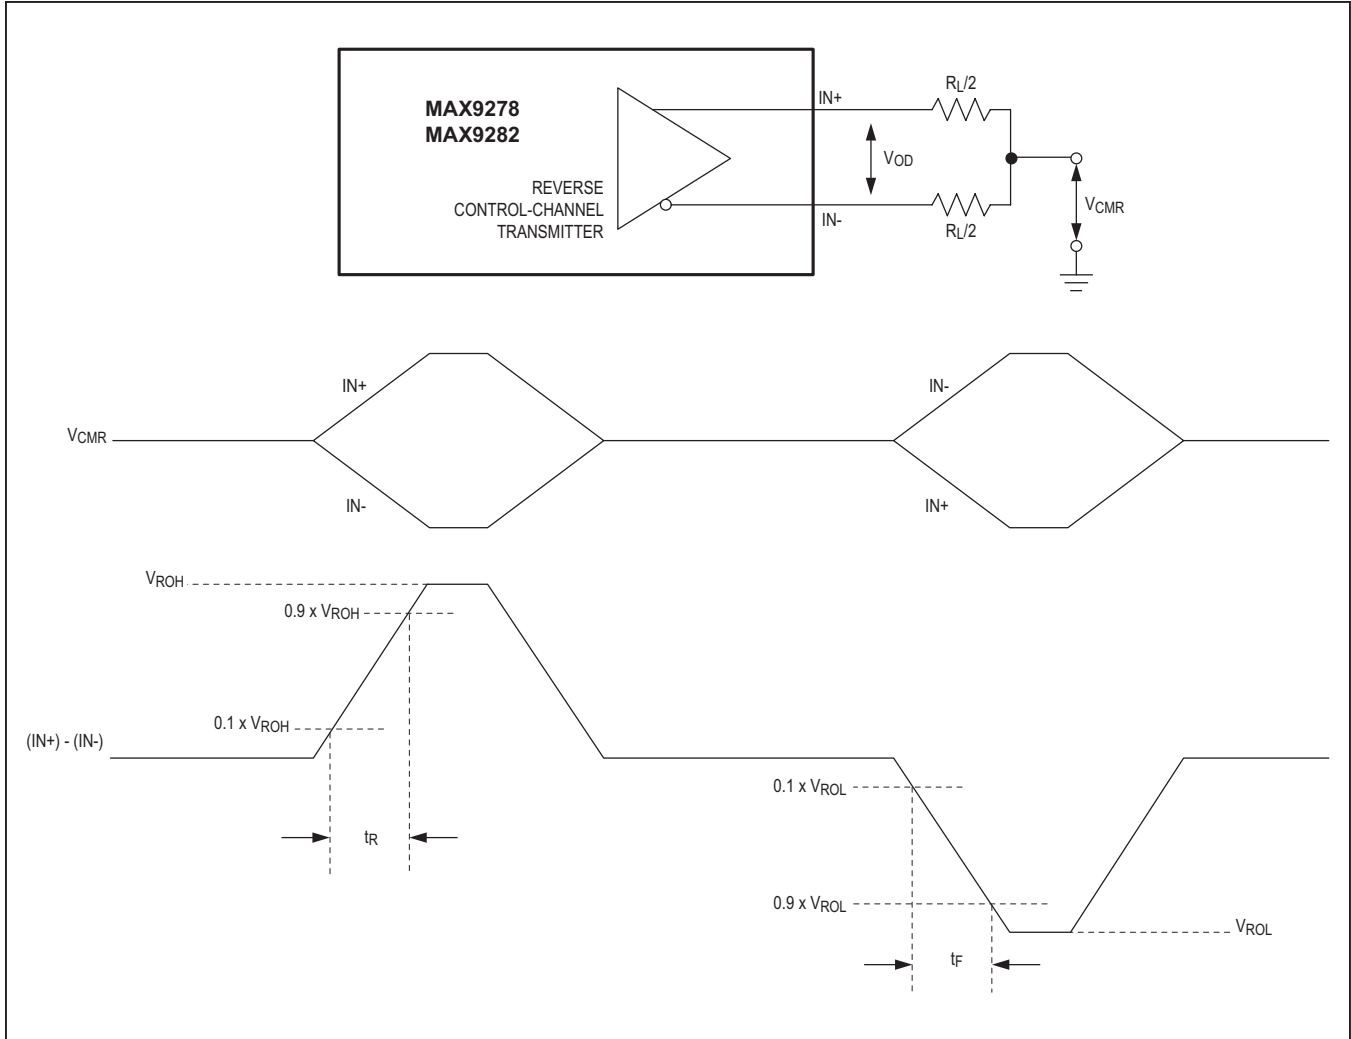 MAX9278
MAX9282
REVERSE
CONTROL-CHANNEL
TRANSMITTER
IN+
IN-
VOD
RL/2
RL/2
VCMR
VCMR
IN+
IN-
IN-
IN+
VROH
0.9 x VROH
0.1 x VROH
(IN+) - (IN-)
tR
0.1 x VROL
0.9 x VROL
VROL
tF